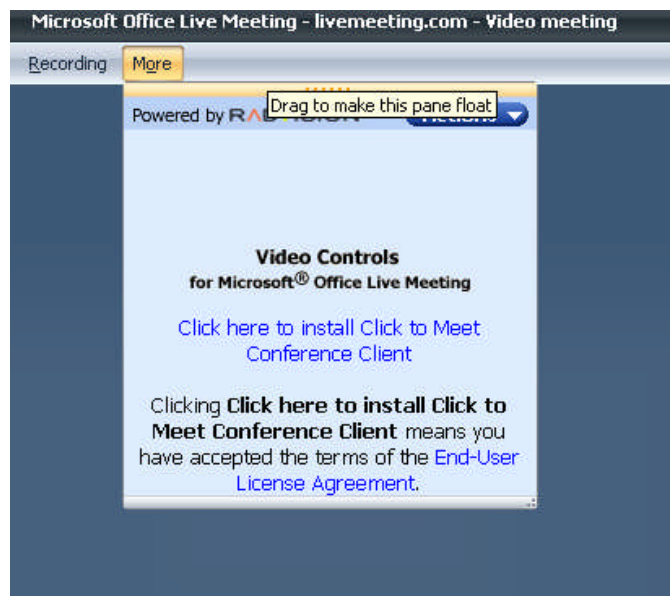 Microsoft Office Live Meeting - livemeeting.com - Video meeting
Recording More
Drag to make this pane float
Powered by
Video Controls
for Microsoft® Office Live Meeting
Click here to install Click to Meet
Conference Client
Clicking Click here to install Click to
Meet Conference Client means you
have accepted the terms of the End-User
License Agreement.